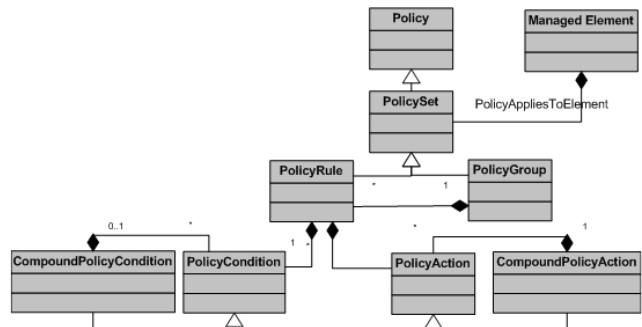 Policy
Managed Element
PolicySet
PolicyAppliesToElement
PolicyRule
* 1
PolicyGroup
0..1 *
1 *
* 1
CompoundPolicyCondition
PolicyCondition
PolicyAction
CompoundPolicyAction